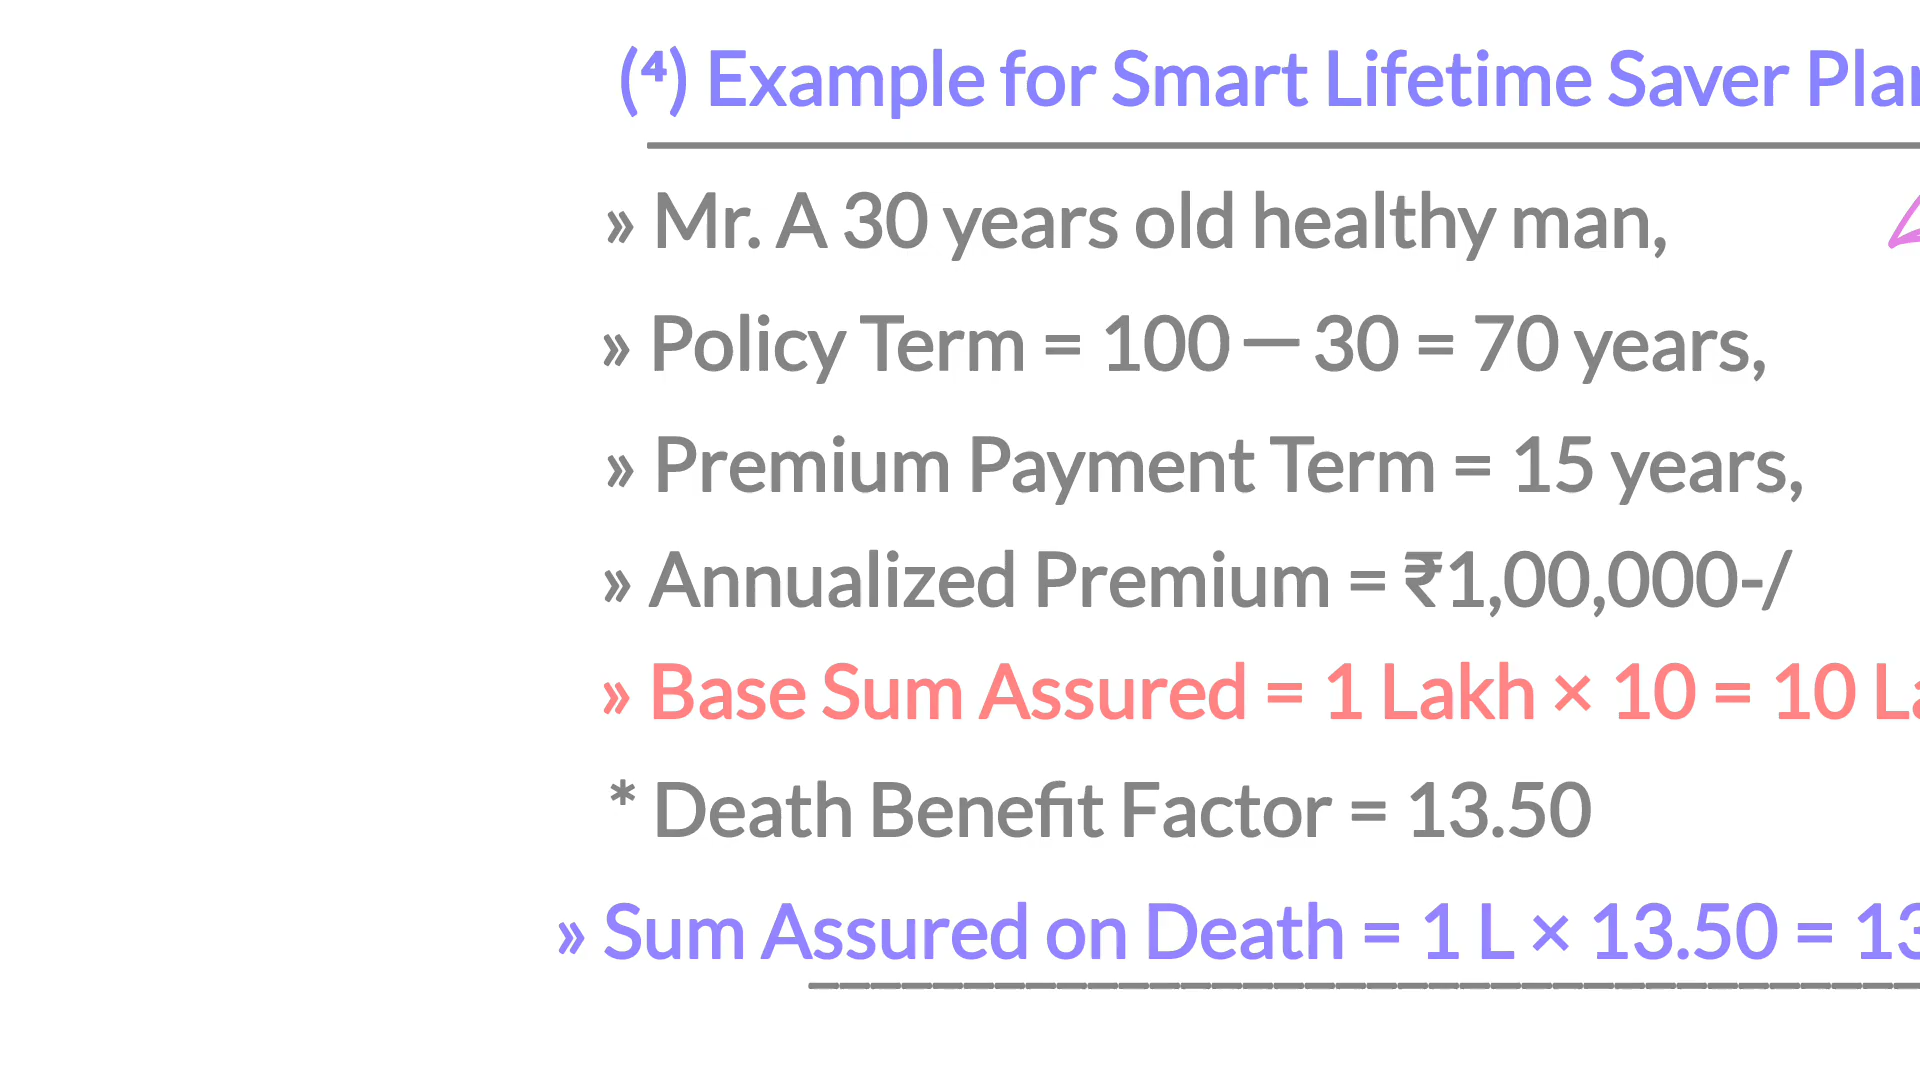 (⁴) Example for Smart Lifetime Saver
» Mr. A 30 years old healthy man,
» Policy Term = 100 — 30 = 70 years,
» Premium Payment Term = 15 years,
» Annualized Premium = ₹1,00,000-/
» Base Sum Assured = 1 Lakh × 10 = 10
* Death Benefit Factor = 13.50
» Sum Assured on Death = 1 L × 13.50 =